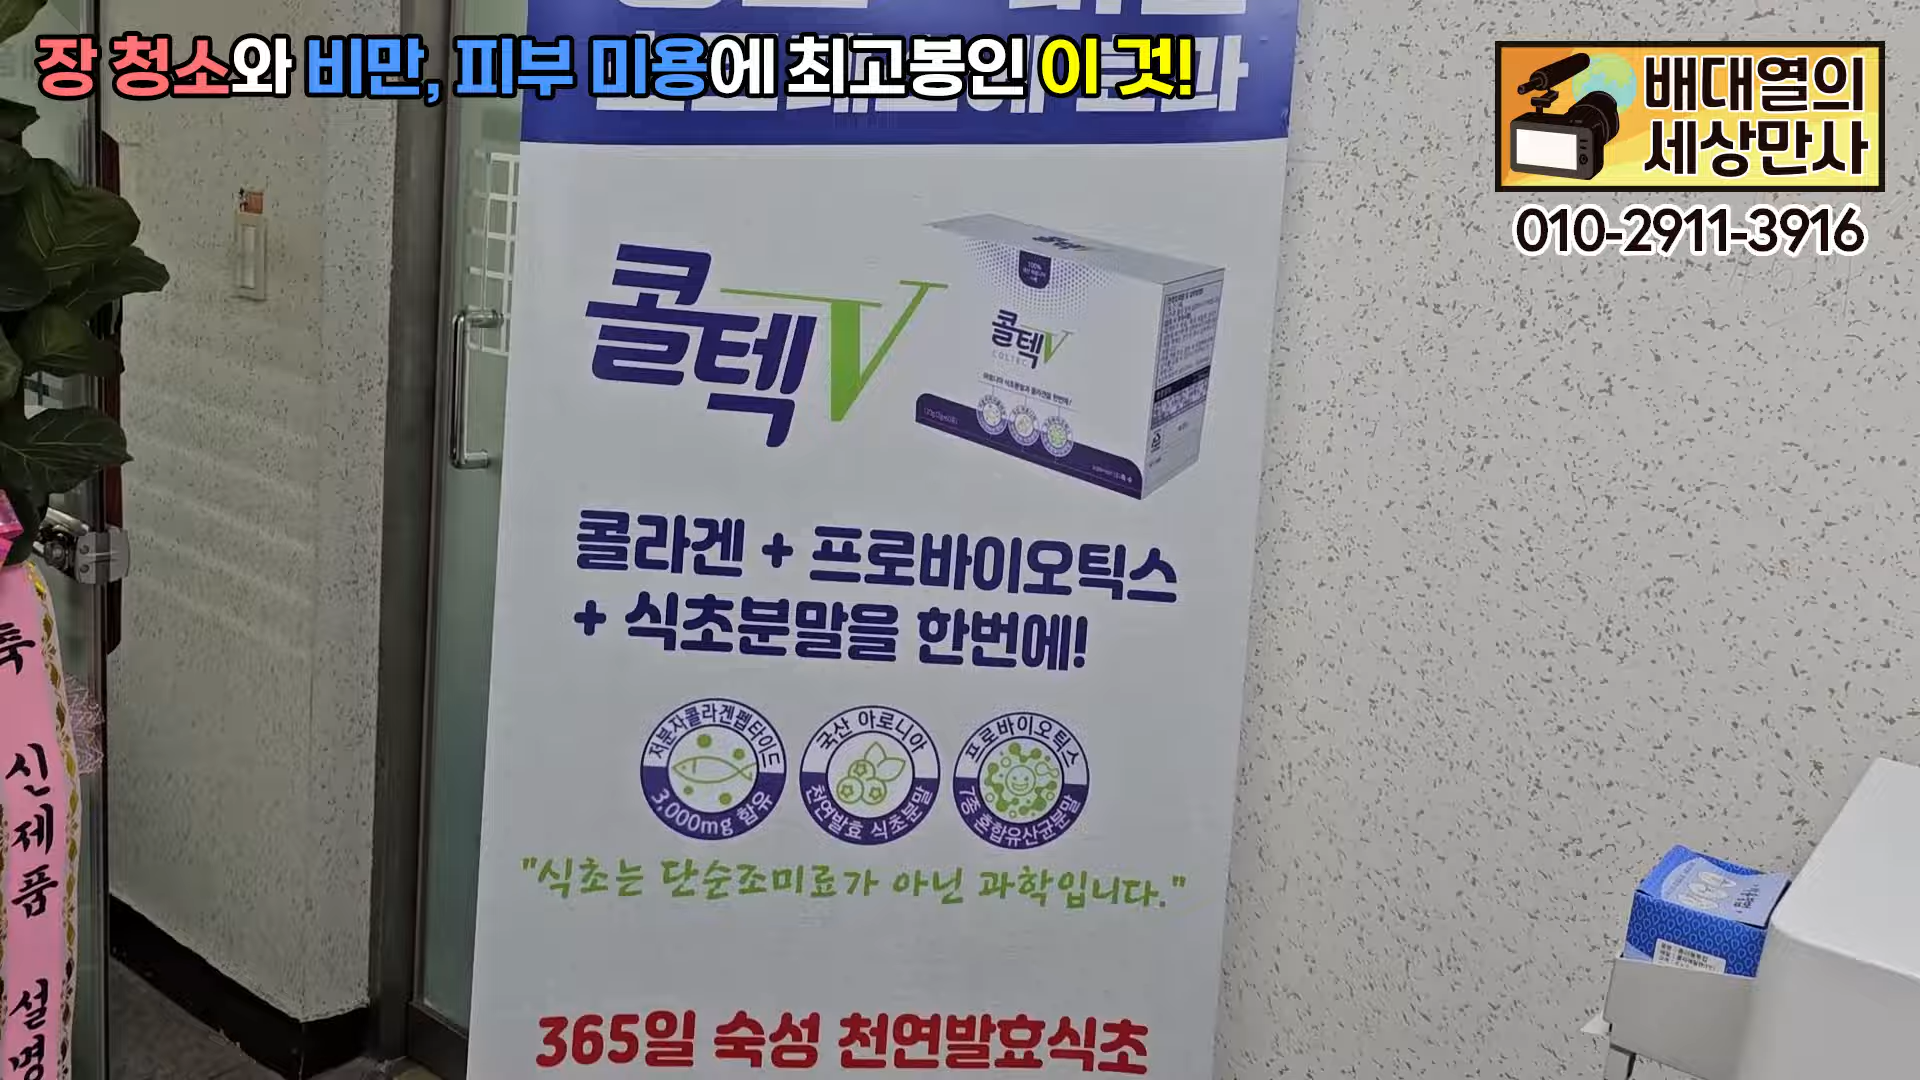 장 청소와 비만, 피부 미용에 최고봉인 이 것!
배대열의
세상만사
010-2911-3916
콜텍V
100%
콜텍V
COLTEC
콜라겐 + 프로바이오틱스
+ 식초분말을 한번에!
저분자콜라겐펩타이드
3,000mg 함유
국산 아로니아
천연발효 식초분말
프로바이오틱스
7종 혼합유산균분말
"식초는 단순조미료가 아닌 과학입니다."
365일 숙성 천연발효식초
신제품 설명